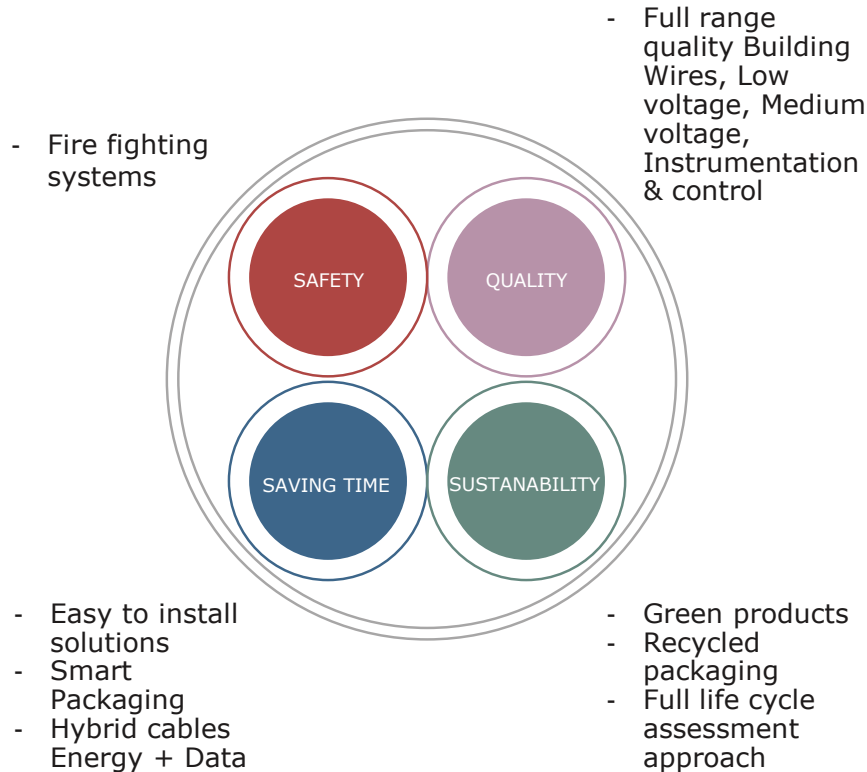 - Fire fighting
systems
- Full range
quality Building
Wires, Low
voltage, Medium
voltage,
Instrumentation
& control
SAFETY
QUALITY
SAVING TIME
SUSTANABILITY
- Easy to install
solutions
- Smart
Packaging
- Hybrid cables
Energy + Data
- Green products
- Recycled
packaging
- Full life cycle
assessment
approach